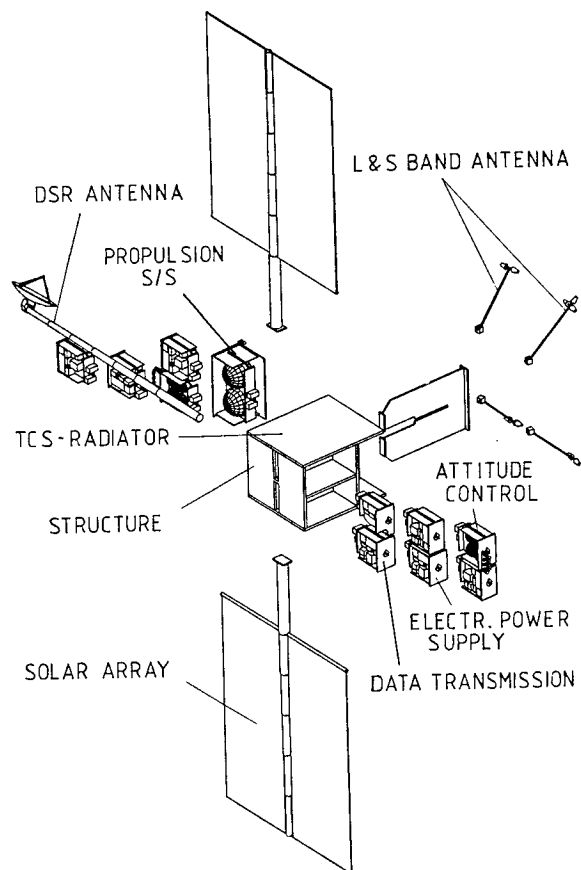 L&S BAND ANTENNA
DSR ANTENNA
PROPULSION
S/S
TCS-RADIATOR
ATTITUDE
CONTROL
STRUCTURE
ELECTR. POWER
SUPPLY
SOLAR ARRAY
DATA TRANSMISSION